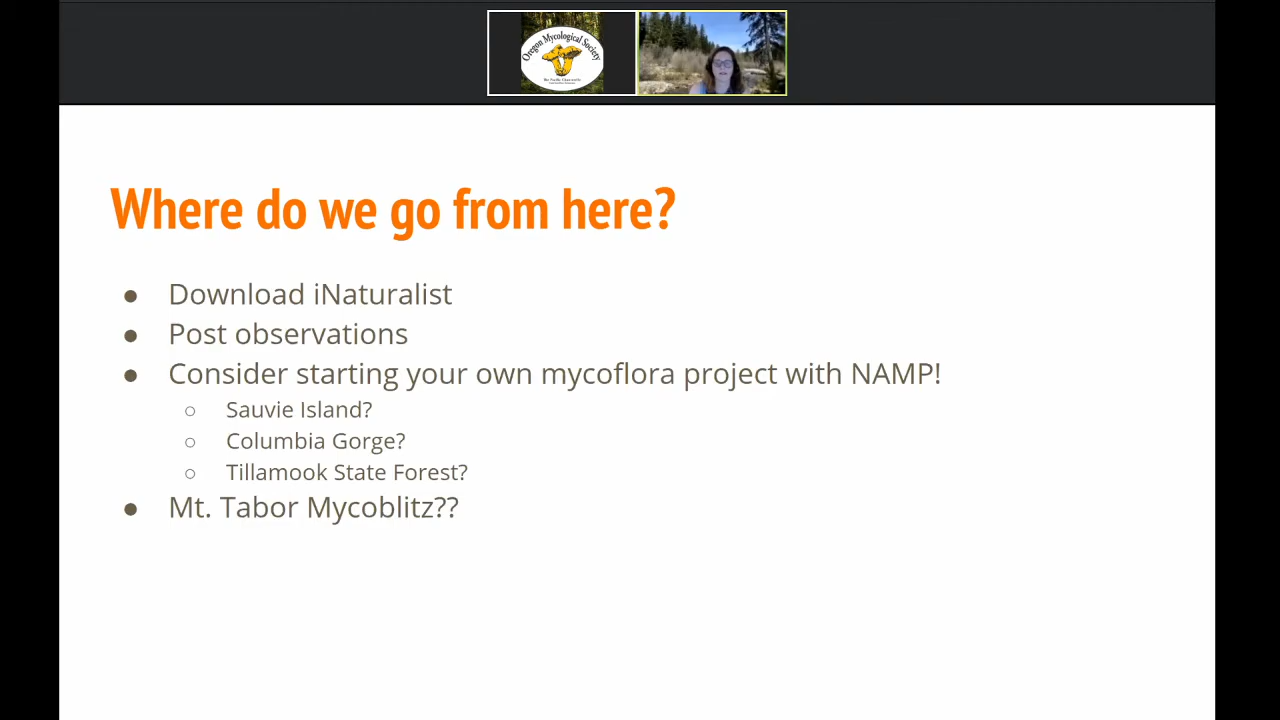 Oregon Mycological Society
Where do we go from here?
● Download iNaturalist
● Post observations
● Consider starting your own mycoflora project with NAMP!
○ Sauvie Island?
○ Columbia Gorge?
○ Tillamook State Forest?
● Mt. Tabor Mycoblitz??